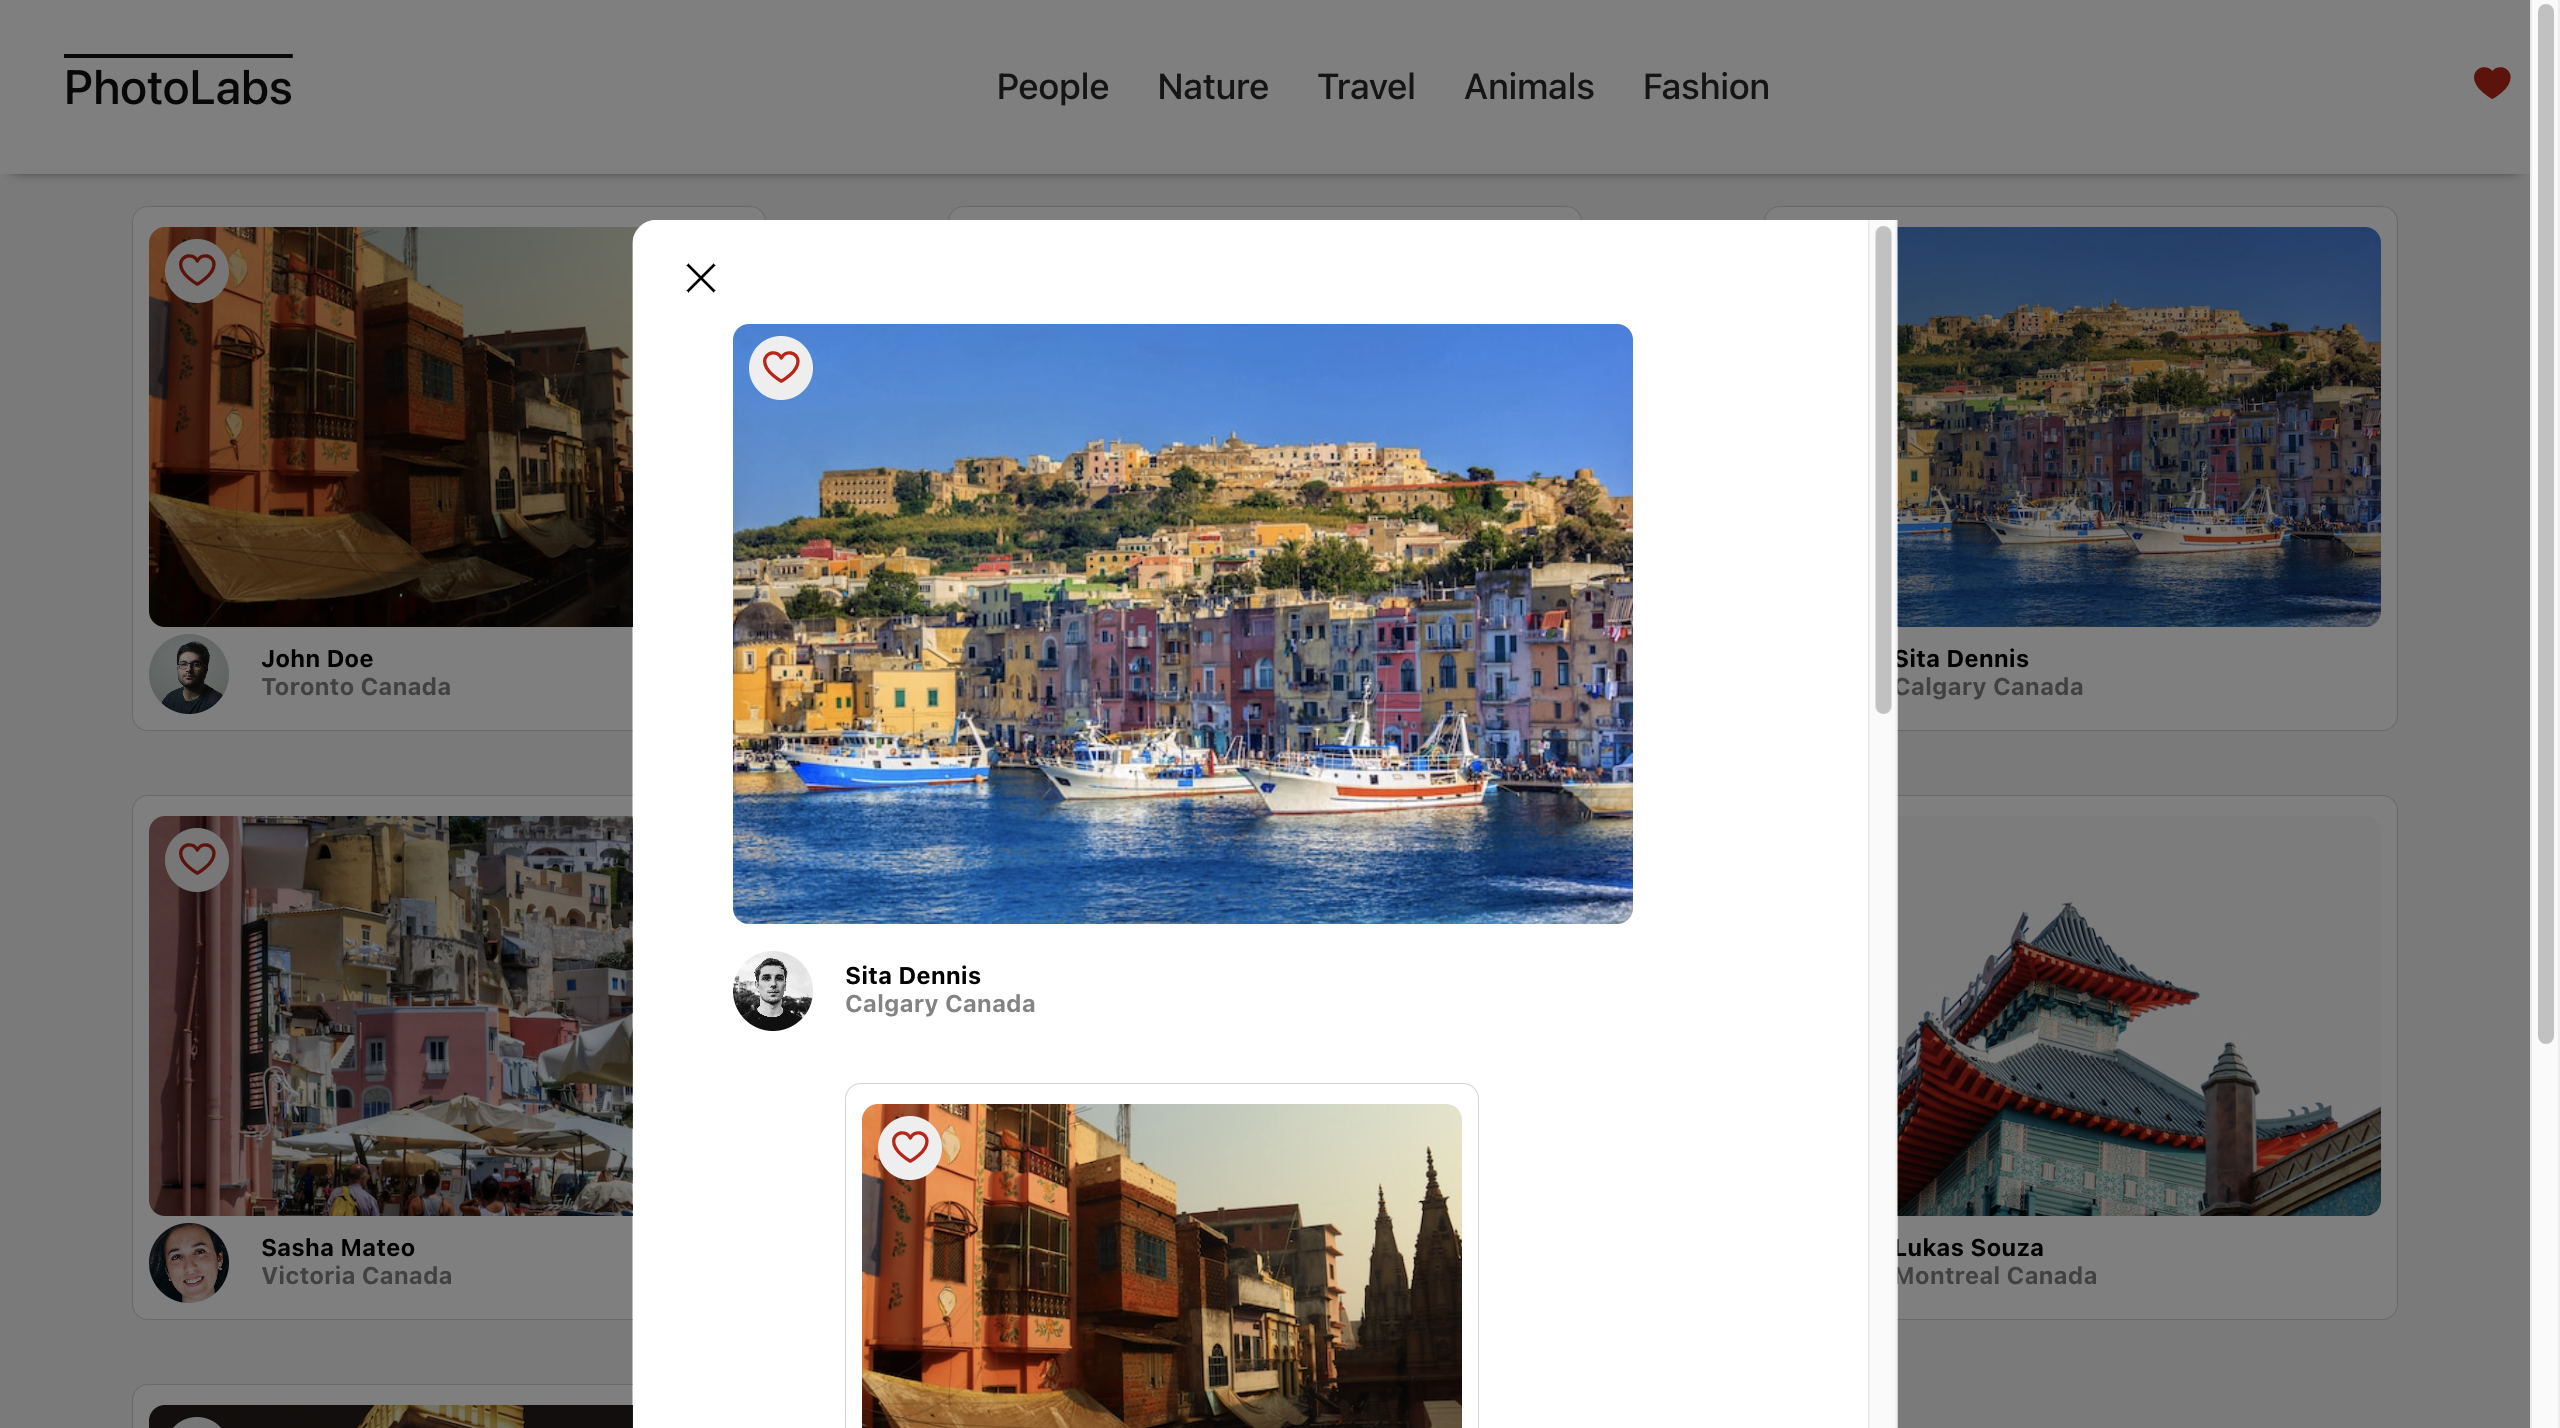 PhotoLabs
People Nature Travel Animals Fashion
John Doe
Toronto Canada
Sita Dennis
Calgary Canada
Sita Dennis
Calgary Canada
Sasha Mateo
Victoria Canada
Lukas Souza
Montreal Canada